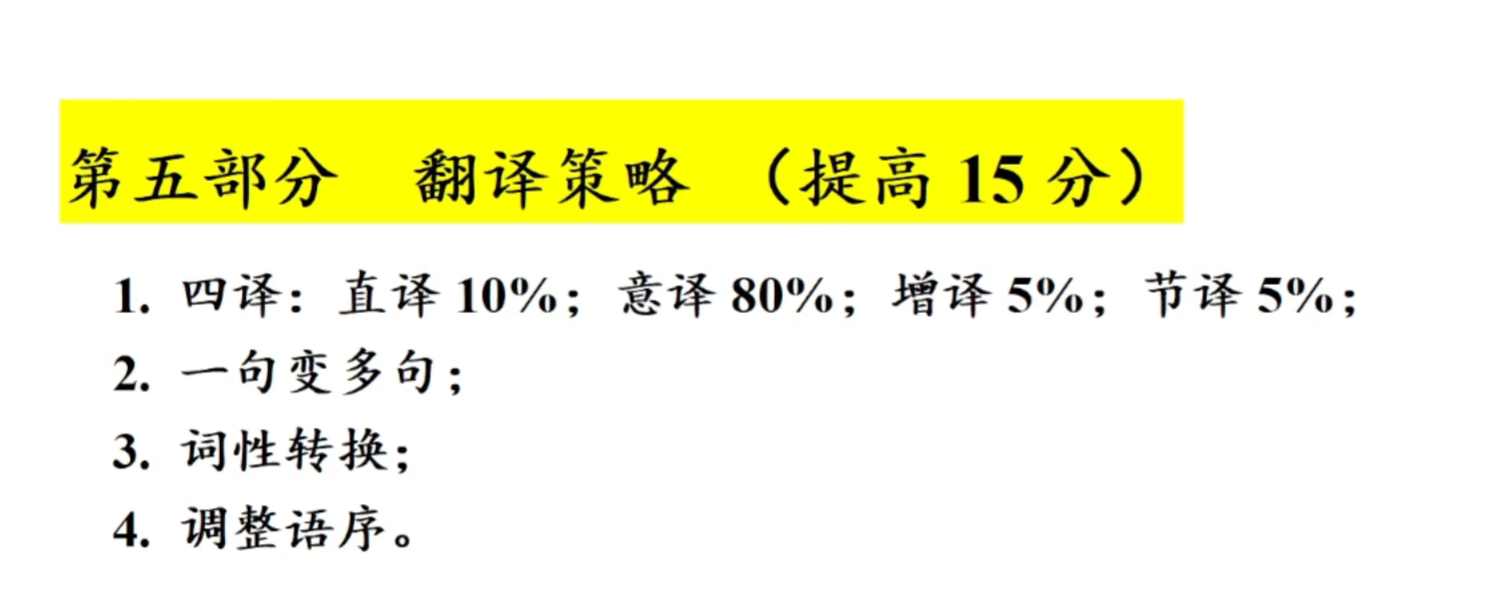 第五部分 翻译策略 （提高 15 分）
1. 四译：直译 10%；意译 80%；增译 5%；节译 5%；
2. 一句变多句；
3. 词性转换；
4. 调整语序。